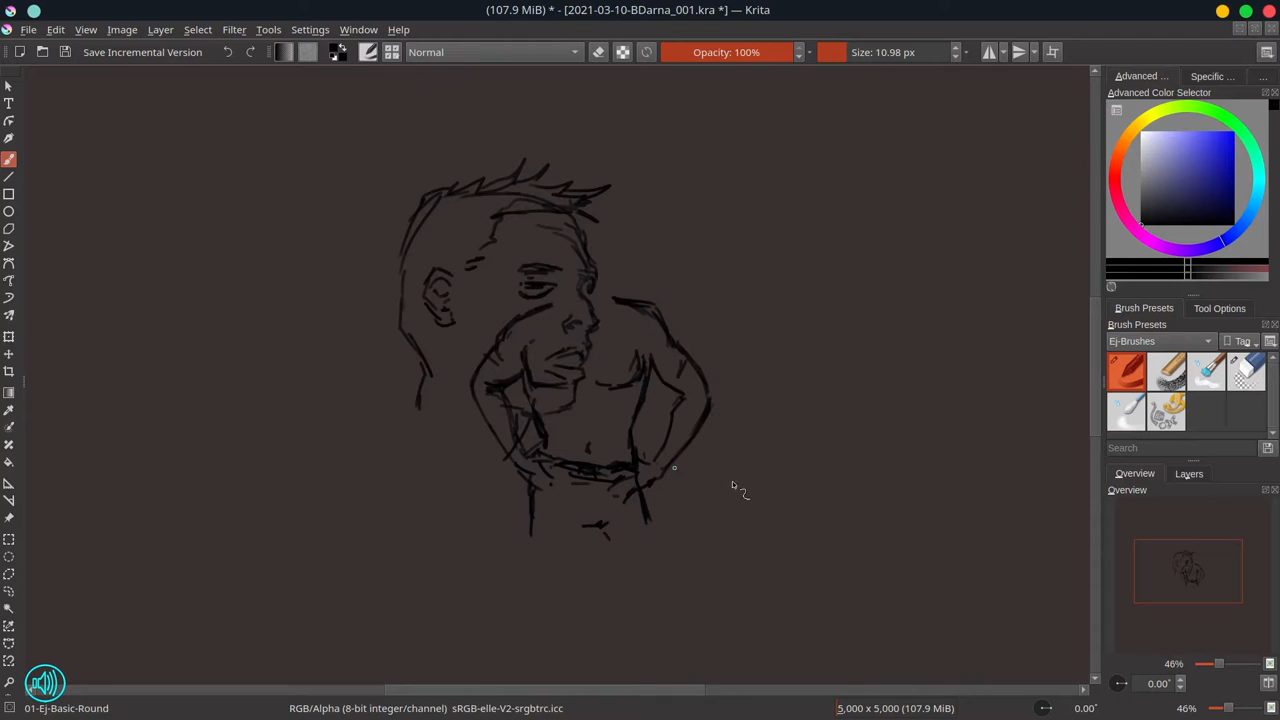 (107.9 MiB) * - [2021-03-10-BDarna_001.kra *] — Krita
File Edit View Image Layer Select Filter Tools Settings Window Help
Save Incremental Version
Normal
Opacity: 100%
Size: 10.98 px
Advanced ...
Specific ...
...
Advanced Color Selector
Brush Presets
Tool Options
Brush Presets
Ej-Brushes
Tag
Search
Overview
Layers
Overview
46%
0.00°
01-Ej-Basic-Round
RGB/Alpha (8-bit integer/channel) sRGB-elle-V2-srgbtrc.icc
5,000 x 5,000 (107.9 MiB)
0.00°
46%